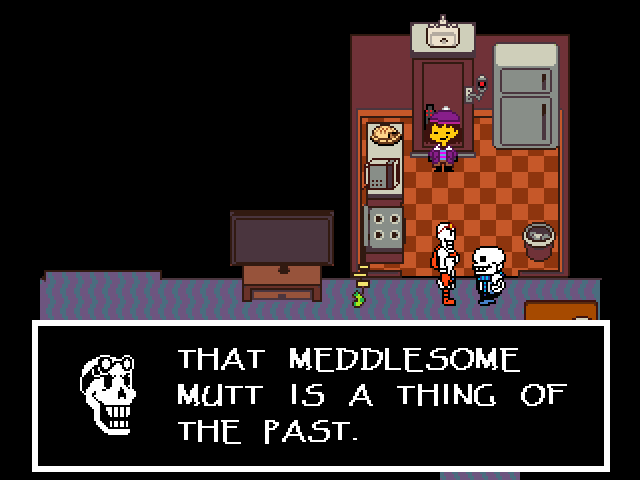 THAT MEDDLESOME
MUTT IS A THING OF
THE PAST.